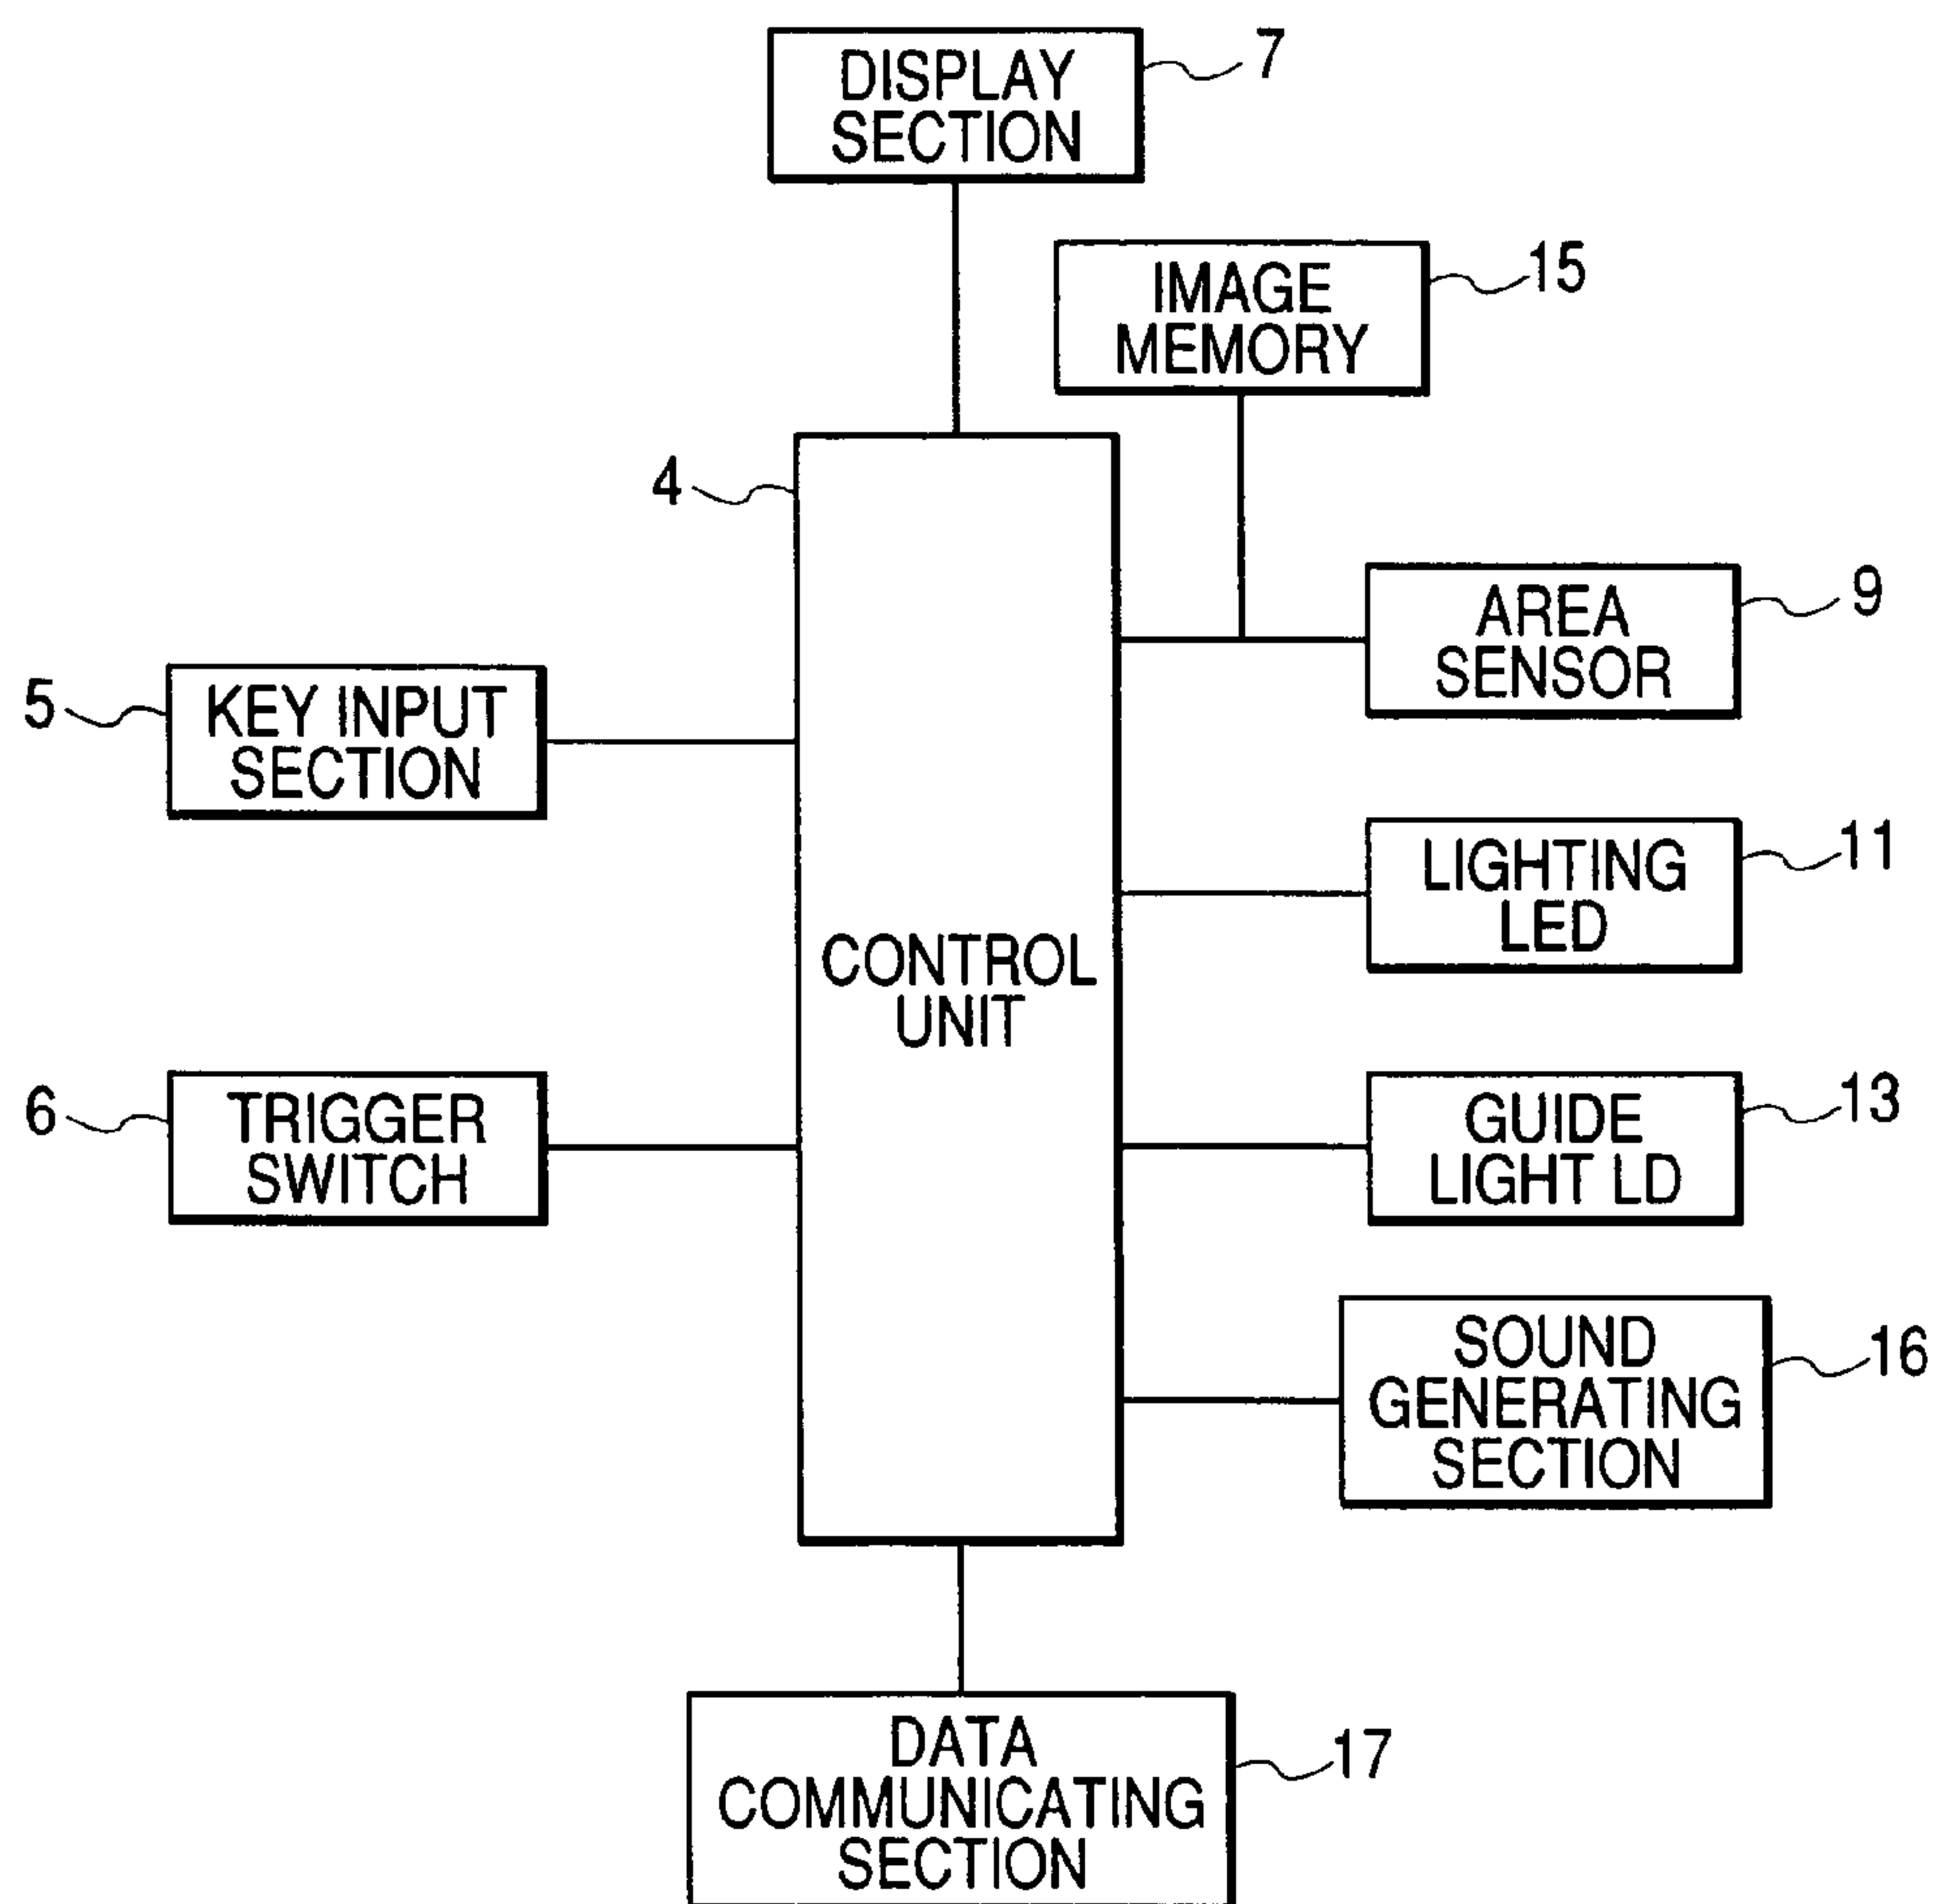 DISPLAY
SECTION
7
IMAGE
MEMORY
15
4
AREA
SENSOR
9
5
KEY INPUT
SECTION
LIGHTING
LED
11
CONTROL
UNIT
6
TRIGGER
SWITCH
GUIDE
LIGHT LD
13
SOUND
GENERATING
SECTION
16
DATA
COMMUNICATING
SECTION
17